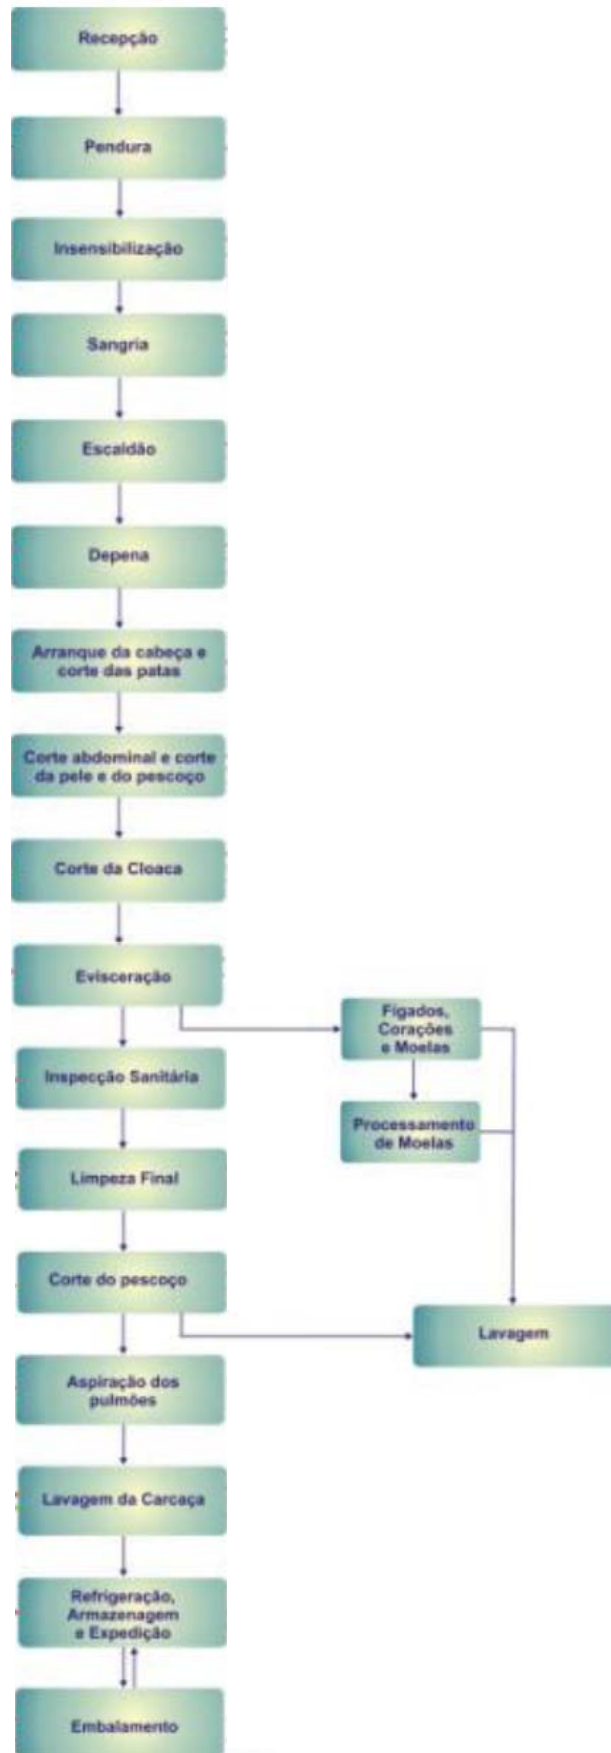 Recepção
Pendura
Insensibilização
Sangria
Escaldão
Depena
Arranque da cabeça e
corte das patas
Corte abdominal e corte
da pele e do pescoço
Corte da Cloaca
Evisceração
Fígados,
Corações
e Moelas
Inspecção Sanitária
Processamento
de Moelas
Limpeza Final
Corte do pescoço
Lavagem
Aspiração dos
pulmões
Lavagem da Carcaça
Refrigeração,
Armazenagem
e Expedição
Embalamento